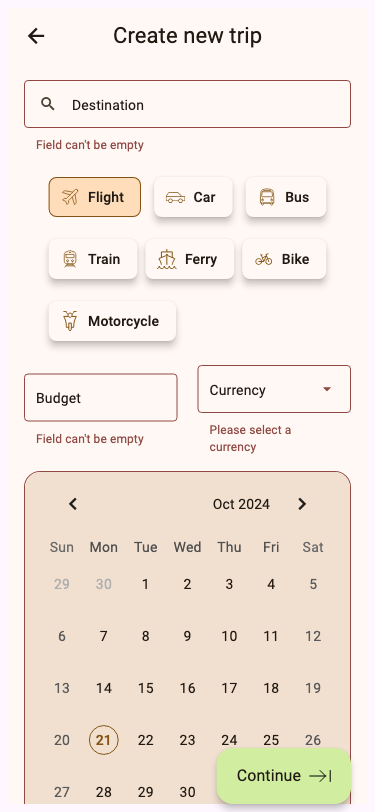 Create new trip
Destination
Field can't be empty
Flight Car Bus
Train Ferry Bike
Motorcycle
Budget Currency
Field can't be empty Please select a
currency
Oct 2024
Sun Mon Tue Wed Thu Fri Sat
29 30 1 2 3 4 5
6 7 8 9 10 11 12
13 14 15 16 17 18 19
20 21 22 23 24 25 26
27 28 29 30
Continue